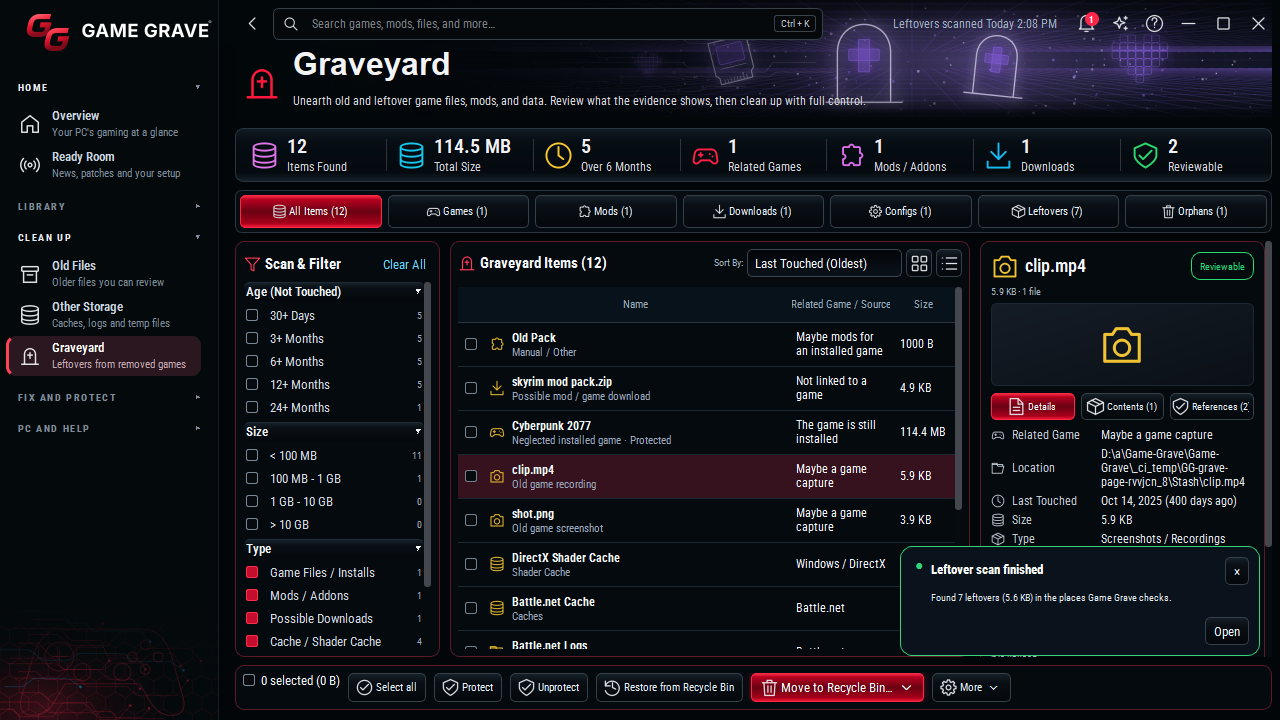 GAME GRAVE
Search games, mods, files, and more...
Ctrl + K
Leftovers scanned Today 2:08 PM
1
HOME
Overview
Your PC's gaming at a glance
Ready Room
News, patches and your setup
LIBRARY
CLEAN UP
Old Files
Older files you can review
Other Storage
Caches, logs and temp files
Graveyard
Leftovers from removed games
FIX AND PROTECT
PC AND HELP
Graveyard
Unearth old and leftover game files, mods, and data. Review what the evidence shows, then clean up with full control.
12
Items Found
114.5 MB
Total Size
5
Over 6 Months
1
Related Games
1
Mods / Addons
1
Downloads
2
Reviewable
All Items (12)
Games (1)
Mods (1)
Downloads (1)
Configs (1)
Leftovers (7)
Orphans (1)
Scan & Filter
Clear All
Age (Not Touched)
30+ Days 5
3+ Months 5
6+ Months 5
12+ Months 5
24+ Months 1
Size
< 100 MB 11
100 MB - 1 GB 1
1 GB - 10 GB 0
> 10 GB 0
Type
Game Files / Installs 1
Mods / Addons 1
Possible Downloads 1
Cache / Shader Cache 4
Graveyard Items (12)
Sort By:
Last Touched (Oldest)
Name
Related Game / Source
Size
Old Pack
Manual / Other
Maybe mods for
an installed game
1000 B
skyrim mod pack.zip
Possible mod / game download
Not linked to a
game
4.9 KB
Cyberpunk 2077
Neglected installed game · Protected
The game is still
installed
114.4 MB
clip.mp4
Old game recording
Maybe a game
capture
5.9 KB
shot.png
Old game screenshot
Maybe a game
capture
3.9 KB
DirectX Shader Cache
Shader Cache
Windows / DirectX
Battle.net Cache
Caches
Battle.net
Battle.net Logs
clip.mp4
Reviewable
5.9 KB · 1 file
Details
Contents (1)
References (2
Related Game
Maybe a game capture
Location
D:\a\Game-Grave\Game-
Grave\_ci_temp\GG-grave-
page-rvvjcn_8\Stash\clip.mp4
Last Touched
Oct 14, 2025 (400 days ago)
Size
5.9 KB
Type
Screenshots / Recordings
Leftover scan finished
x
Found 7 leftovers (5.6 KB) in the places Game Grave checks.
Open
0 selected (0 B)
Select all
Protect
Unprotect
Restore from Recycle Bin
Move to Recycle Bin...
More